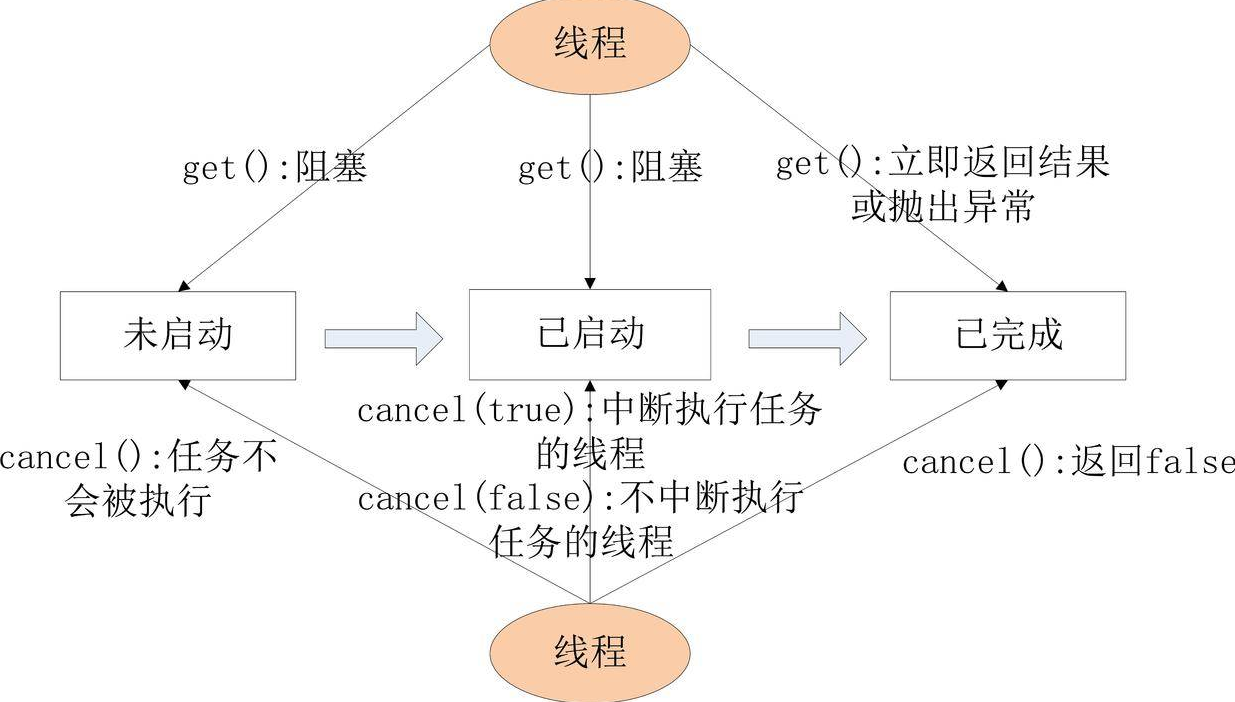 线程
get():阻塞
get():阻塞
get():立即返回结果
或抛出异常
未启动
已启动
已完成
cancel(true):中断执行任务
的线程
cancel():任务不
会被执行
cancel(false):不中断执行
任务的线程
cancel():返回false
线程